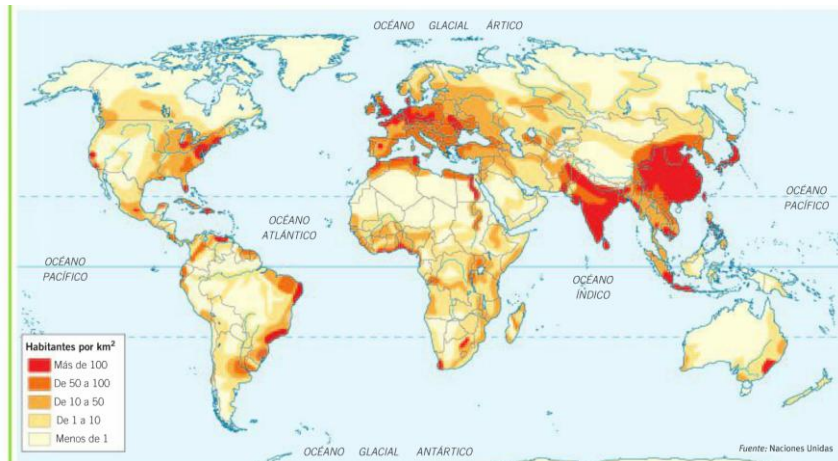 OCÉANO GLACIAL ÁRTICO
OCÉANO
PACÍFICO
OCÉANO
ATLÁNTICO
OCÉANO
PACÍFICO
OCÉANO
ÍNDICO
Habitantes por km²
Más de 100
De 50 a 100
De 10 a 50
De 1 a 10
Menos de 1
OCÉANO GLACIAL ANTÁRTICO
Fuente: Naciones Unidas